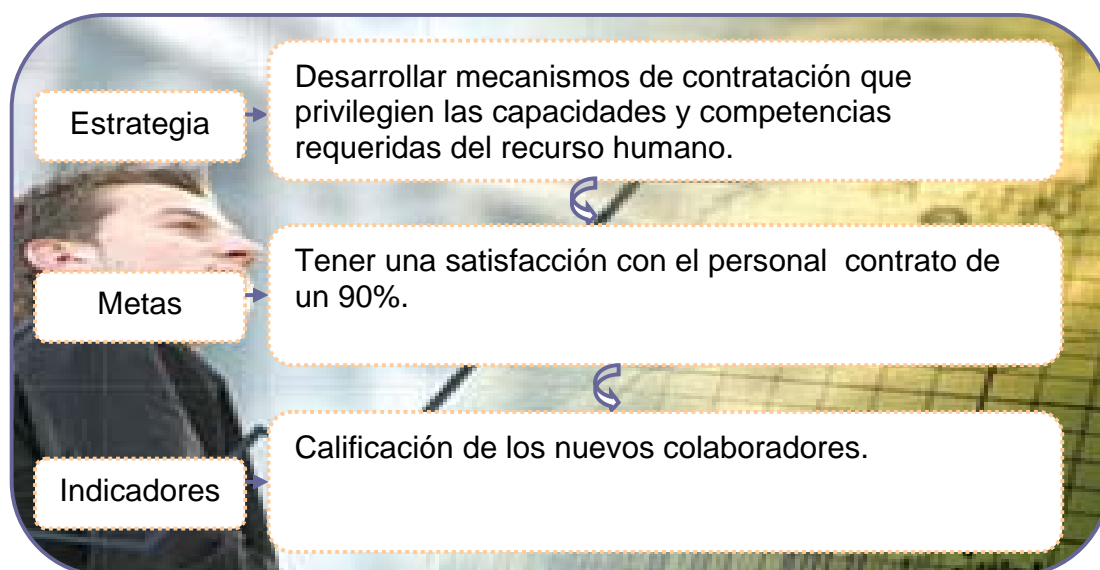 Estrategia
Desarrollar mecanismos de contratación que
privilegien las capacidades y competencias
requeridas del recurso humano.
Metas
Tener una satisfacción con el personal  contrato de
un 90%.
Indicadores
Calificación de los nuevos colaboradores.